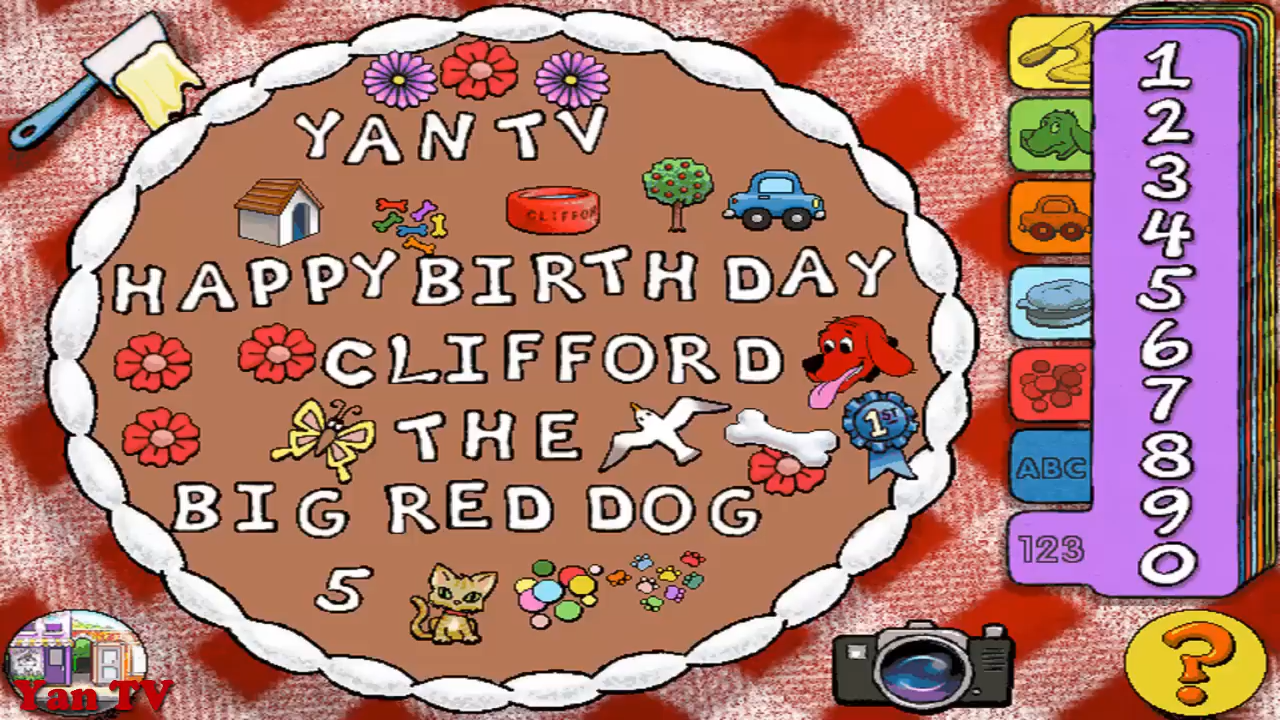 YAN TV
CLIFFOR
HAPPY BIRTHDAY
CLIFFORD
THE
1ST
BIG RED DOG
5
1
2
3
4
5
6
7
8
9
0
ABC
123
?
Yan TV